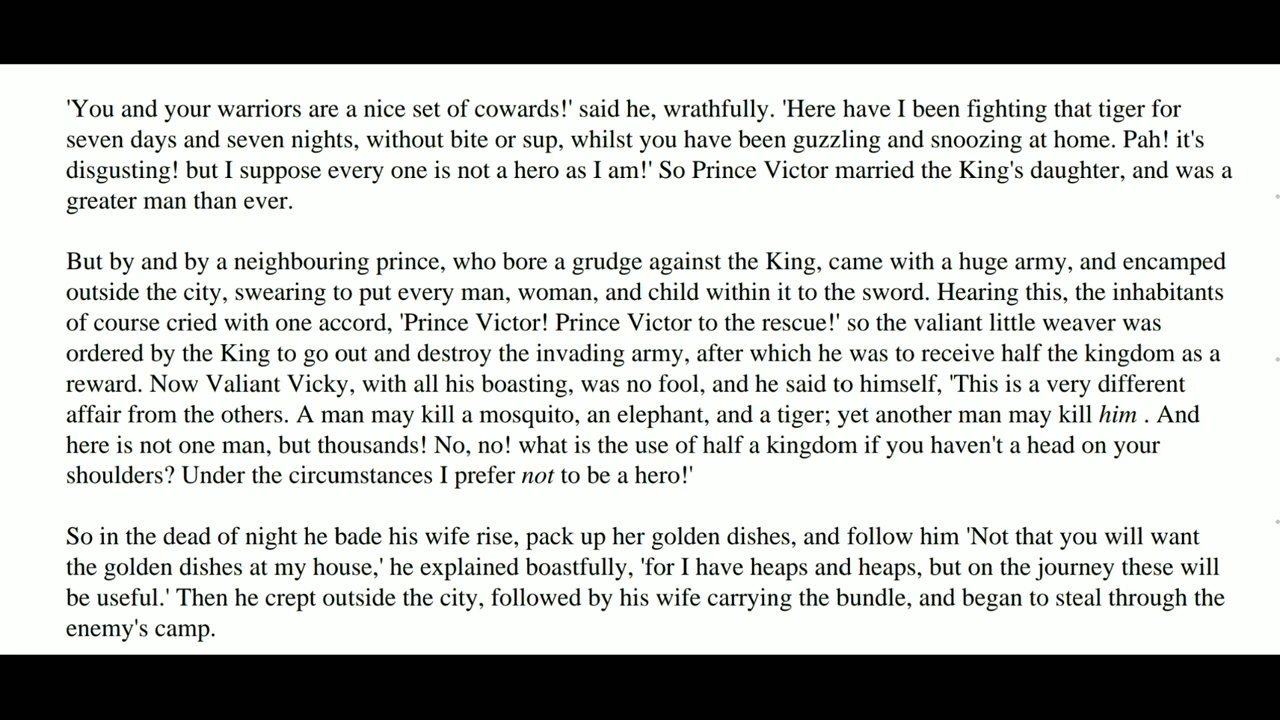 'You and your warriors are a nice set of cowards!' said he, wrathfully. 'Here have I been fighting that tiger for
seven days and seven nights, without bite or sup, whilst you have been guzzling and snoozing at home. Pah! it's
disgusting! but I suppose every one is not a hero as I am!' So Prince Victor married the King's daughter, and was a
greater man than ever.
But by and by a neighbouring prince, who bore a grudge against the King, came with a huge army, and encamped
outside the city, swearing to put every man, woman, and child within it to the sword. Hearing this, the inhabitants
of course cried with one accord, 'Prince Victor! Prince Victor to the rescue!' so the valiant little weaver was
ordered by the King to go out and destroy the invading army, after which he was to receive half the kingdom as a
reward. Now Valiant Vicky, with all his boasting, was no fool, and he said to himself, 'This is a very different
affair from the others. A man may kill a mosquito, an elephant, and a tiger; yet another man may kill him . And
here is not one man, but thousands! No, no! what is the use of half a kingdom if you haven't a head on your
shoulders? Under the circumstances I prefer not to be a hero!'
So in the dead of night he bade his wife rise, pack up her golden dishes, and follow him 'Not that you will want
the golden dishes at my house,' he explained boastfully, 'for I have heaps and heaps, but on the journey these will
be useful.' Then he crept outside the city, followed by his wife carrying the bundle, and began to steal through the
enemy's camp.